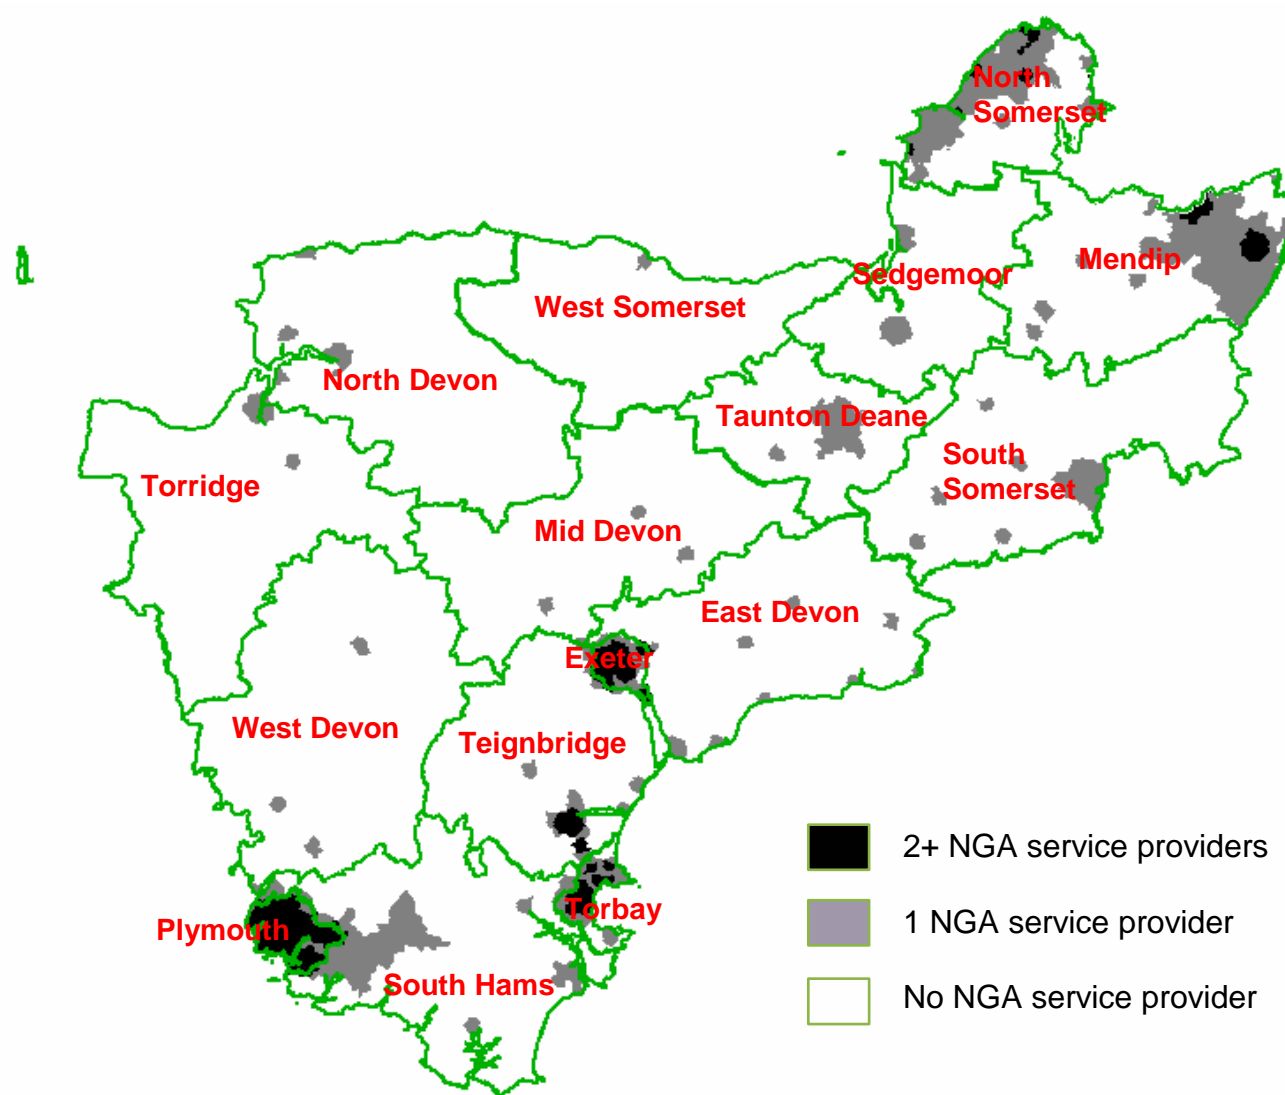 North
Somerset
Mendip
Sedgemoor
West Somerset
North Devon
Taunton Deane
South
Somerset
Torridge
Mid Devon
East Devon
Exeter
West Devon
Teignbridge
Torbay
Plymouth
South Hams
2+ NGA service providers
1 NGA service provider
No NGA service provider